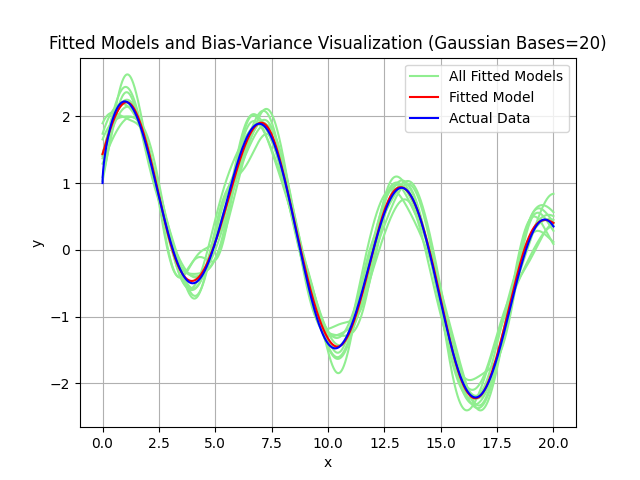 Fitted Models and Bias-Variance Visualization (Gaussian Bases=20)
All Fitted Models
Fitted Model
Actual Data
y
2
1
0
−1
−2
0.0 2.5 5.0 7.5 10.0 12.5 15.0 17.5 20.0
x